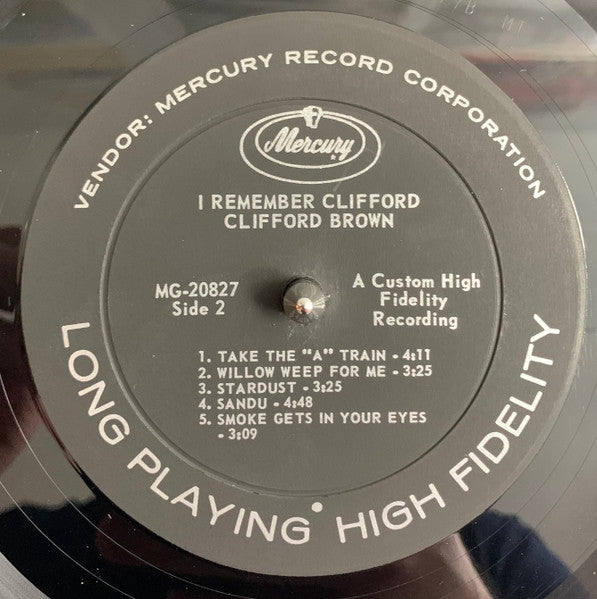 VENDOR: MERCURY RECORD CORPORATION
Mercury
I REMEMBER CLIFFORD
CLIFFORD BROWN
MG-20827
Side 2
A Custom High
Fidelity
Recording
1. TAKE THE "A" TRAIN - 4:11
2. WILLOW WEEP FOR ME - 3:25
3. STARDUST - 3:25
4. SANDU - 4:48
5. SMOKE GETS IN YOUR EYES
- 3:09
LONG PLAYING HIGH FIDELITY